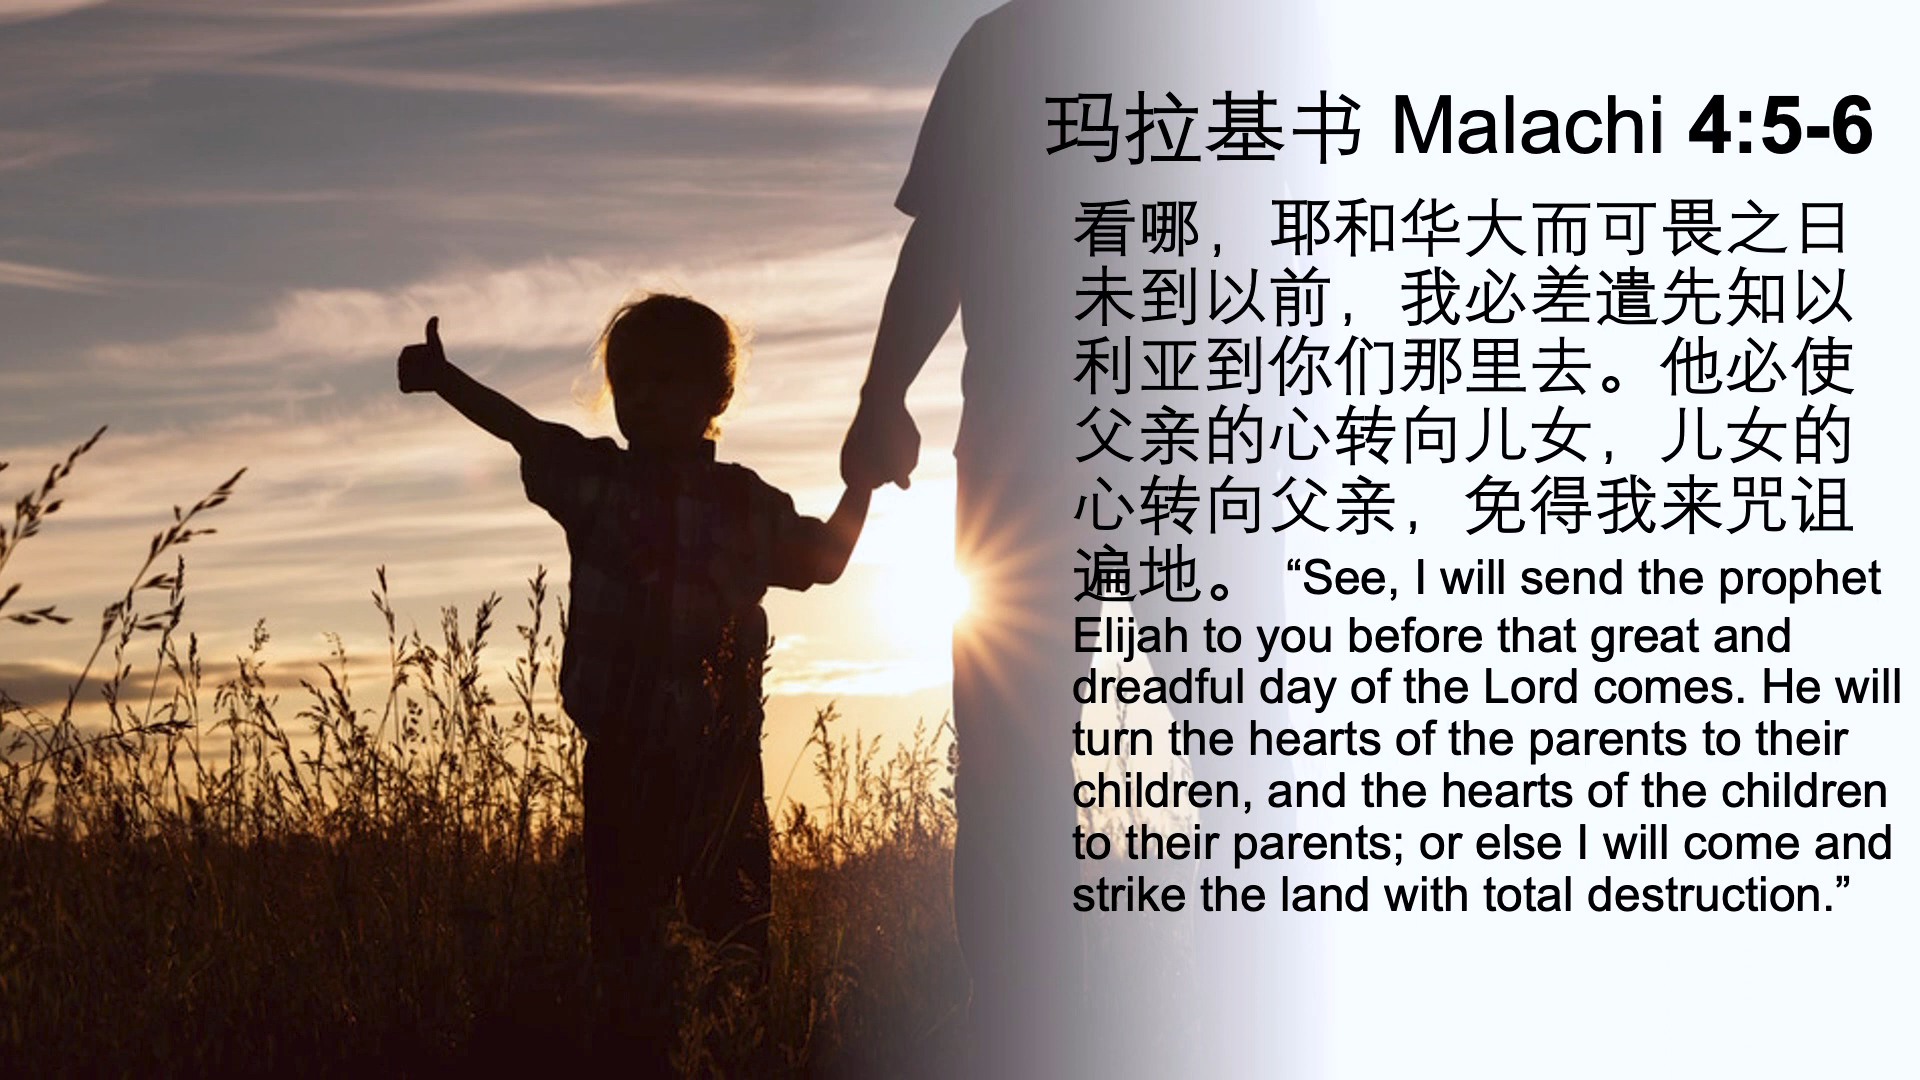 玛拉基书 Malachi 4:5-6
看哪，耶和华大而可畏之日
未到以前，我必差遣先知以
利亚到你们那里去。他必使
父亲的心转向儿女，儿女的
心转向父亲，免得我来咒诅
遍地。 “See, I will send the prophet
Elijah to you before that great and
dreadful day of the Lord comes. He will
turn the hearts of the parents to their
children, and the hearts of the children
to their parents; or else I will come and
strike the land with total destruction.”